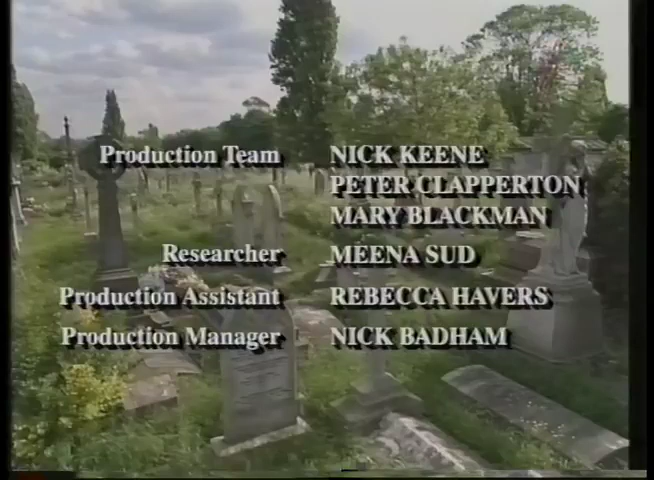 Production Team NICK KEENE
PETER CLAPPERTON
MARY BLACKMAN
Researcher MEENA SUD
Production Assistant REBECCA HAVERS
Production Manager NICK BADHAM